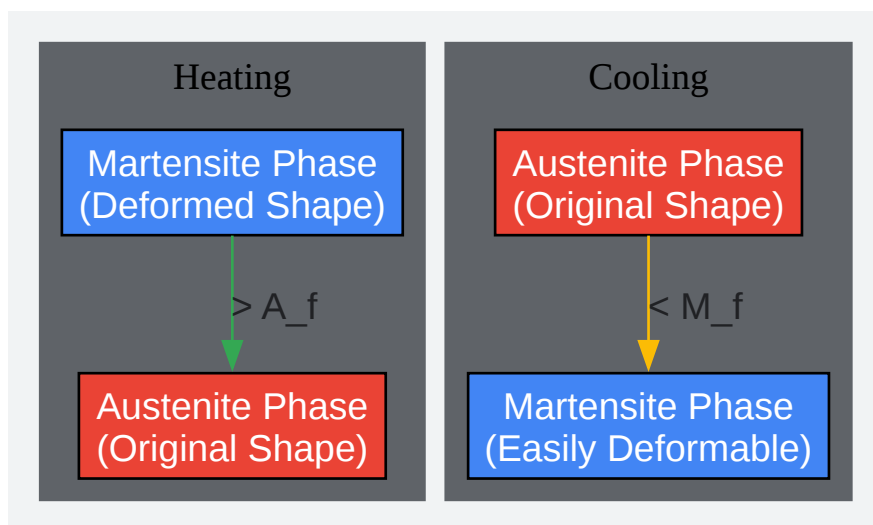 Heating
Martensite Phase
(Deformed Shape)
> A_f
Austenite Phase
(Original Shape)
Cooling
Austenite Phase
(Original Shape)
< M_f
Martensite Phase
(Easily Deformable)